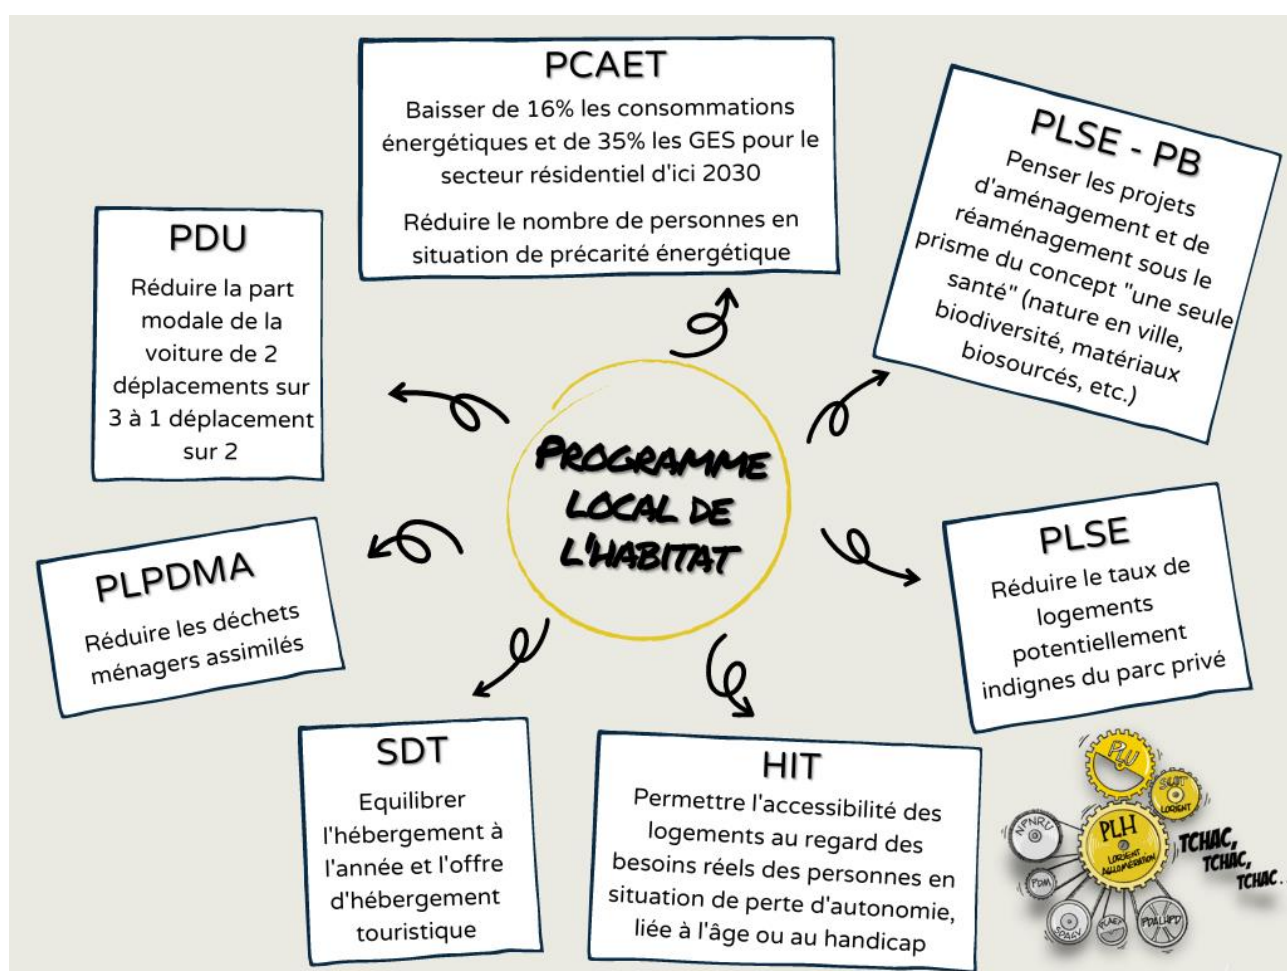 PCAET
Baisser de 16% les consommations
énergétiques et de 35% les GES pour le
secteur résidentiel d'ici 2030
Réduire le nombre de personnes en
situation de précarité énergétique
PLSE - PB
Penser les projets
d'aménagement et de
réaménagement sous le
prisme du concept "une seule
santé" (nature en ville,
biodiversité, matériaux
biosourcés, etc.)
PDU
Réduire la part
modale de la
voiture de 2
déplacements sur
3 à 1 déplacement
sur 2
PROGRAMME
LOCAL DE
L'HABITAT
PLPDMA
Réduire les déchets
ménagers assimilés
PLSE
Réduire le taux de
logements
potentiellement
indignes du parc privé
SDT
Equilibrer
l'hébergement à
l'année et l'offre
d'hébergement
touristique
HIT
Permettre l'accessibilité des
logements au regard des
besoins réels des personnes en
situation de perte d'autonomie,
liée à l'âge ou au handicap
PLU
LORIENT
NPNRU
PLH
LORIENT
AGGLOMÉRATION
TCHAC,
TCHAC,
TCHAC.
PDM
PDALHPD